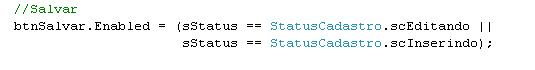 //Salvar
btnSalvar.Enabled = (sStatus == StatusCadastro.scEditando ||
sStatus == StatusCadastro.scInserindo);